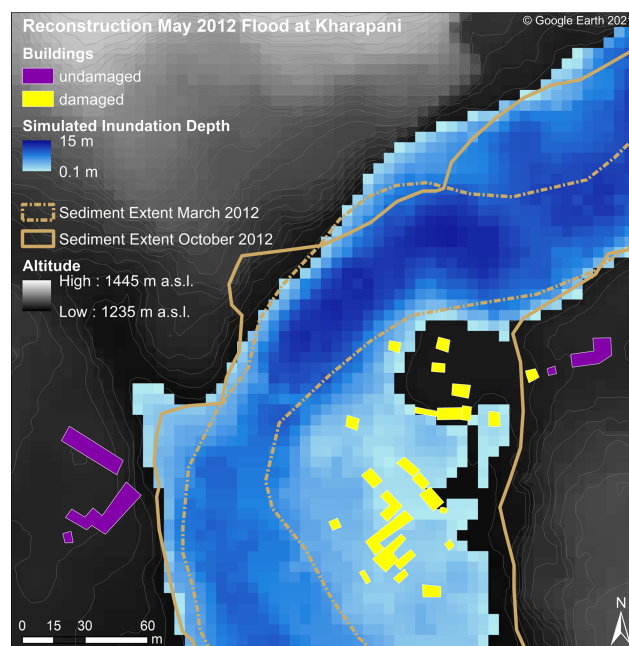 Reconstruction May 2012 Flood at Kharapani
© Google Earth 2021
Buildings
undamaged
damaged
Simulated Inundation Depth
15 m
0.1 m
Sediment Extent March 2012
Sediment Extent October 2012
Altitude
High : 1445 m a.s.l.
Low : 1235 m a.s.l.
N
0 15 30 60
m